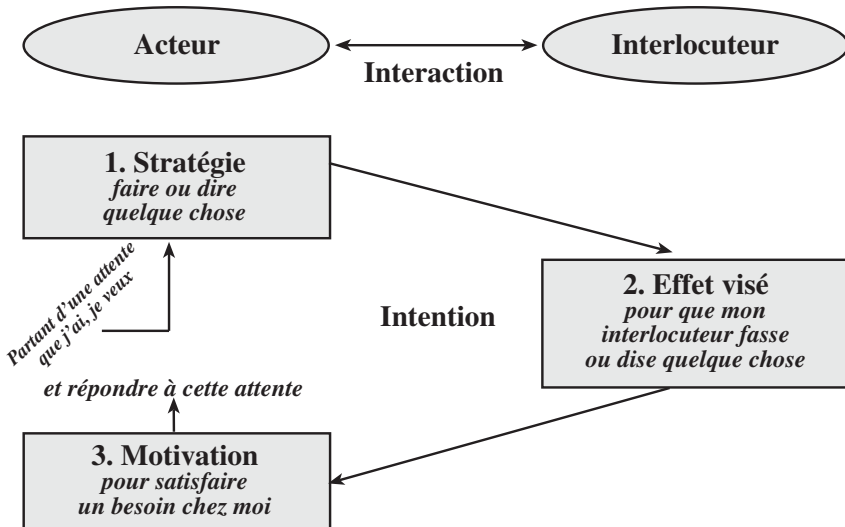 Acteur
Interlocuteur
Interaction
1. Stratégie
faire ou dire
quelque chose
Partant d'une attente
que j'ai, je veux
Intention
2. Effet visé
pour que mon
interlocuteur fasse
ou dise quelque chose
et répondre à cette attente
3. Motivation
pour satisfaire
un besoin chez moi